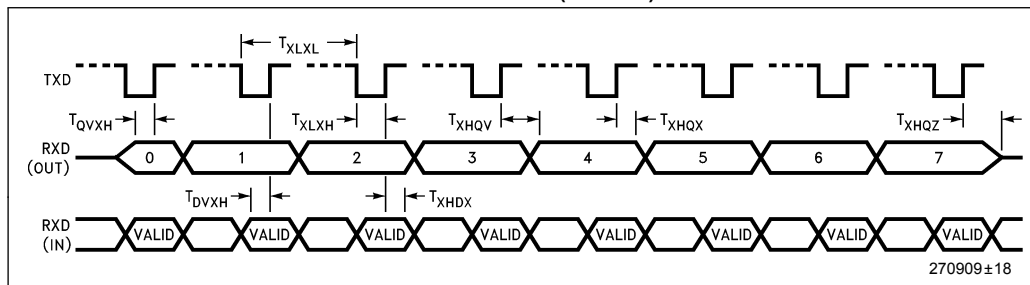 T_XLXL
TXD
T_QVXH T_XLXH T_XHQV T_XHQX T_XHQZ
RXD (OUT) 0 1 2 3 4 5 6 7
T_DVXH T_XHDX
RXD (IN) VALID VALID VALID VALID VALID VALID VALID VALID
270909±18